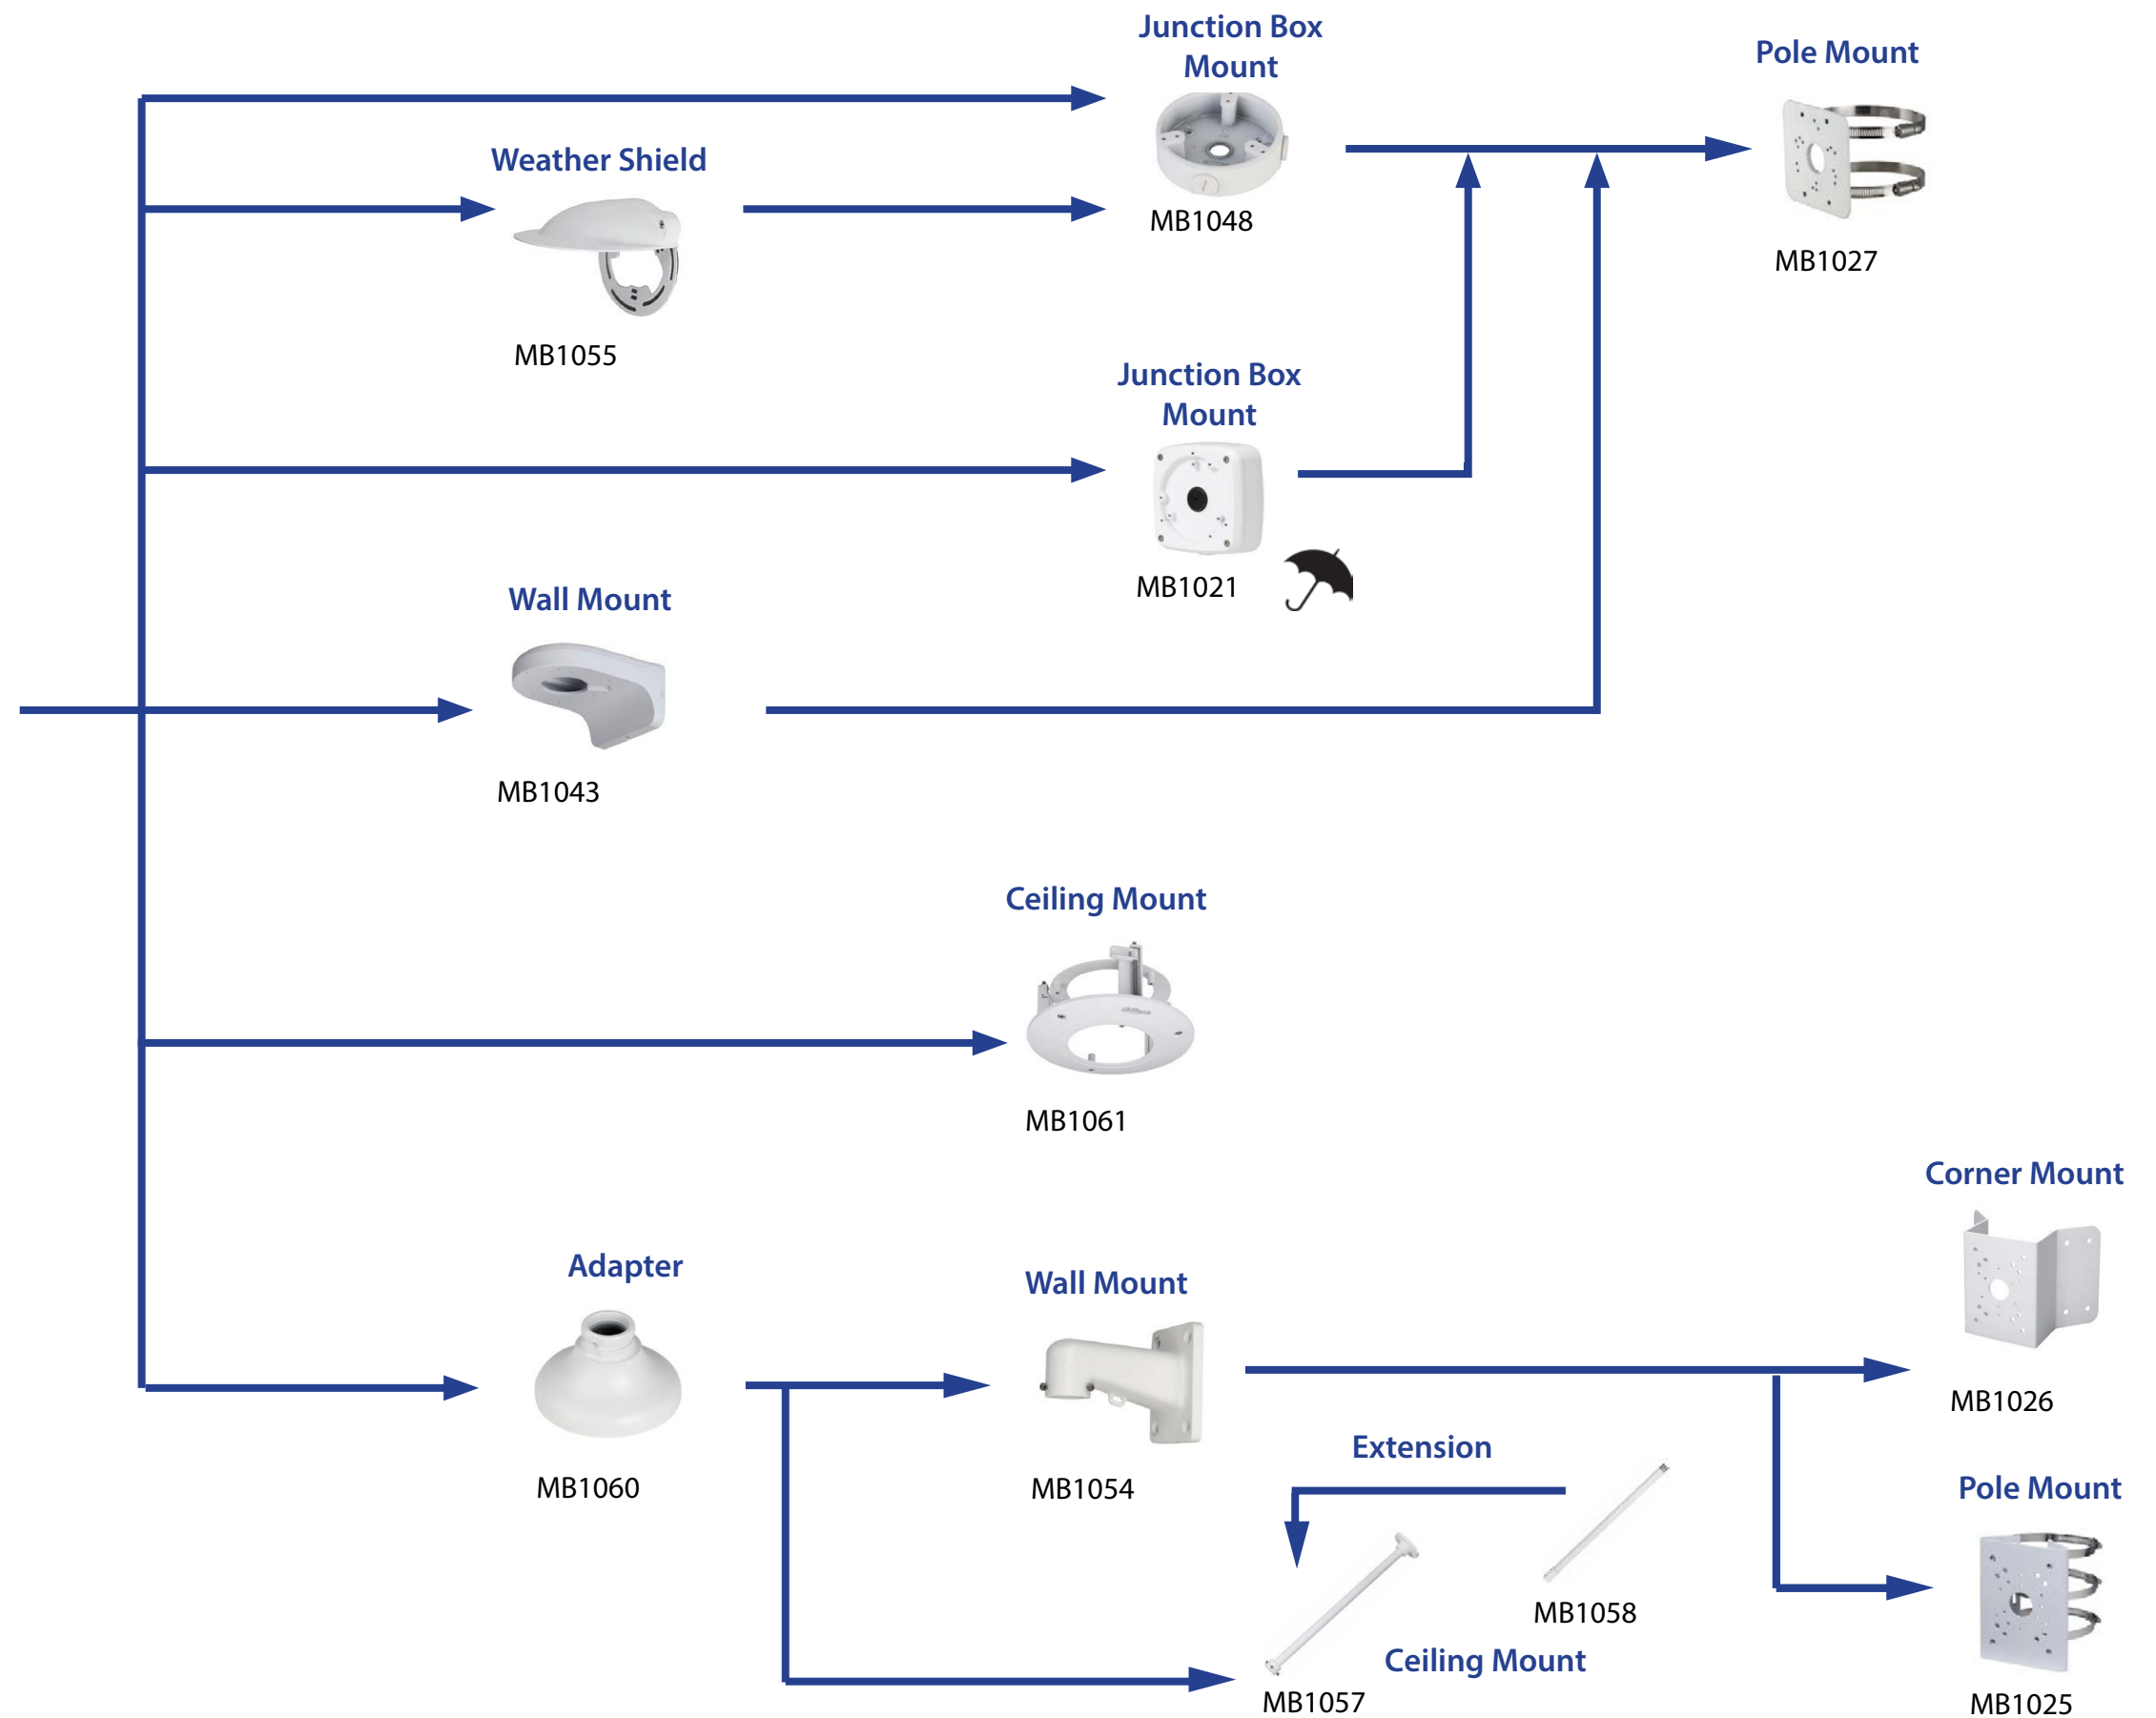 Junction Box
Mount
Pole Mount
Weather Shield
MB1048
MB1027
MB1055
Junction Box
Mount
MB1021
Wall Mount
MB1043
Ceiling Mount
alhua
MB1061
Corner Mount
Adapter
Wall Mount
MB1026
Extension
MB1060
MB1054
Pole Mount
MB1058
Ceiling Mount
MB1057
MB1025